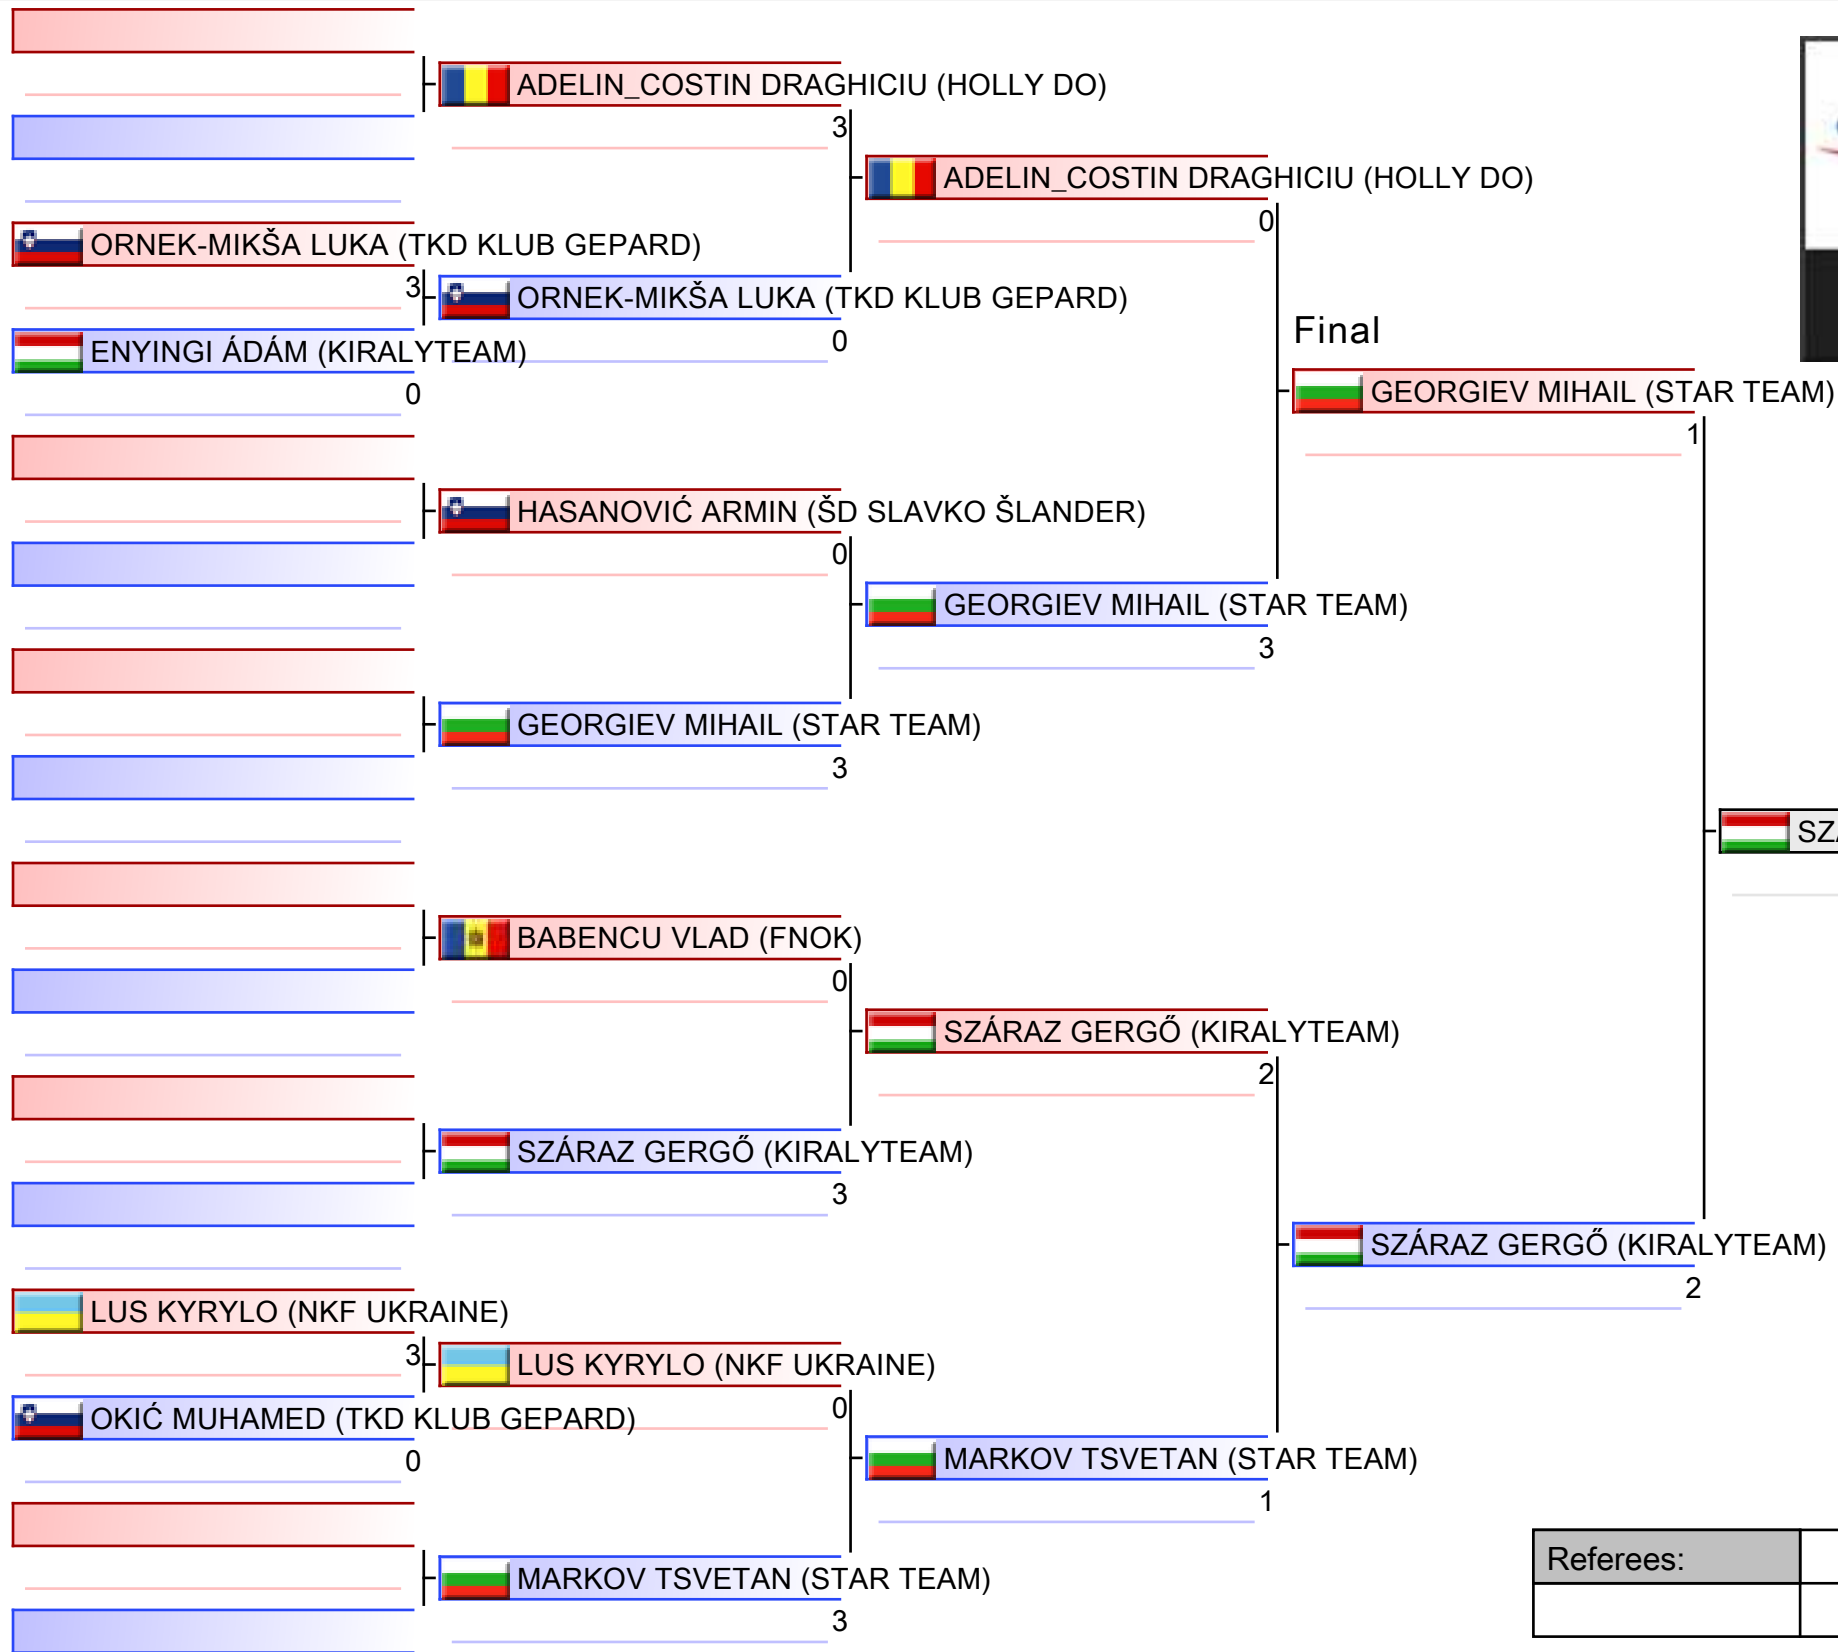 ADELIN_COSTIN DRAGHICIU (HOLLY DO)
3
ADELIN_COSTIN DRAGHICIU (HOLLY DO)
0
ORNEK-MIKŠA LUKA (TKD KLUB GEPARD)
3
ORNEK-MIKŠA LUKA (TKD KLUB GEPARD)
0
Final
ENYINGI ÁDÁM (KIRALYTEAM)
0
GEORGIEV MIHAIL (STAR TEAM)
1
HASANOVIĆ ARMIN (ŠD SLAVKO ŠLANDER)
0
GEORGIEV MIHAIL (STAR TEAM)
3
GEORGIEV MIHAIL (STAR TEAM)
3
BABENCU VLAD (FNOK)
0
SZÁRAZ GERGŐ (KIRALYTEAM)
2
SZÁRAZ GERGŐ (KIRALYTEAM)
3
SZÁRAZ GERGŐ (KIRALYTEAM)
2
LUS KYRYLO (NKF UKRAINE)
3
LUS KYRYLO (NKF UKRAINE)
0
OKIĆ MUHAMED (TKD KLUB GEPARD)
0
MARKOV TSVETAN (STAR TEAM)
1
MARKOV TSVETAN (STAR TEAM)
3
Referees: